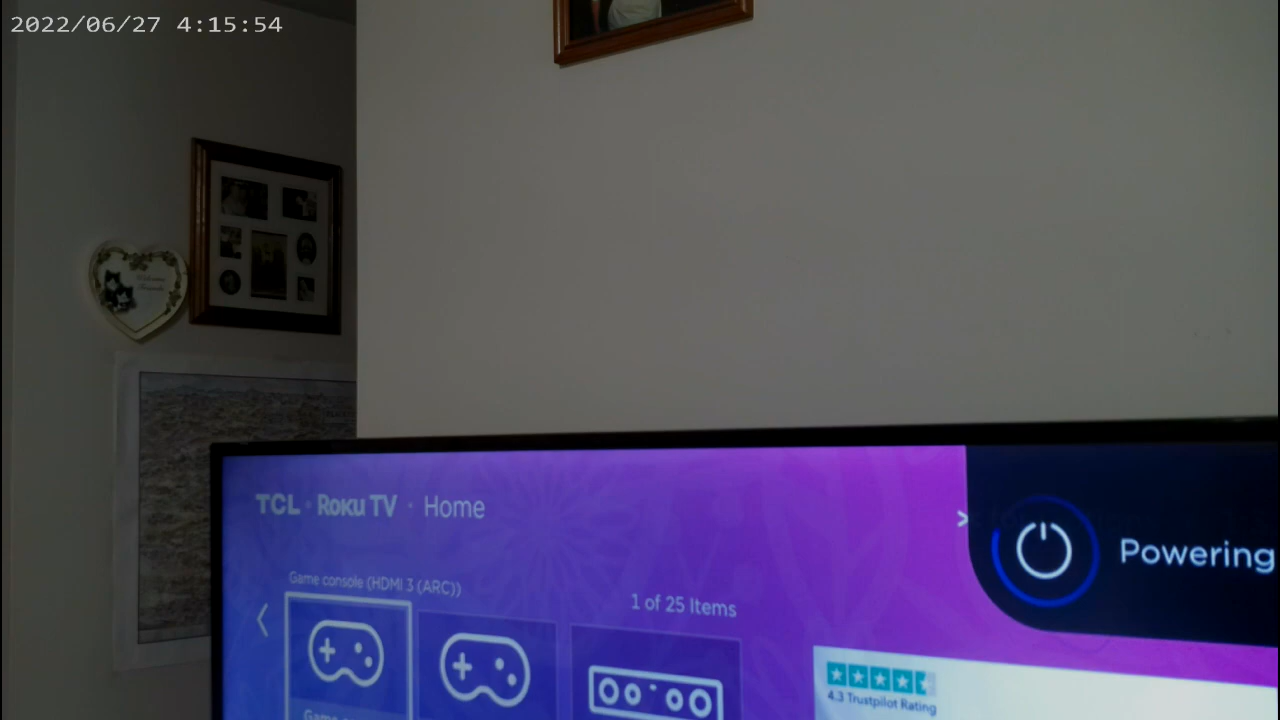 2022/06/27 4:15:54
TCL · Roku TV · Home
>
Powering
Game console (HDMI 3 (ARC))
1 of 25 Items
4.3 Trustpilot Rating